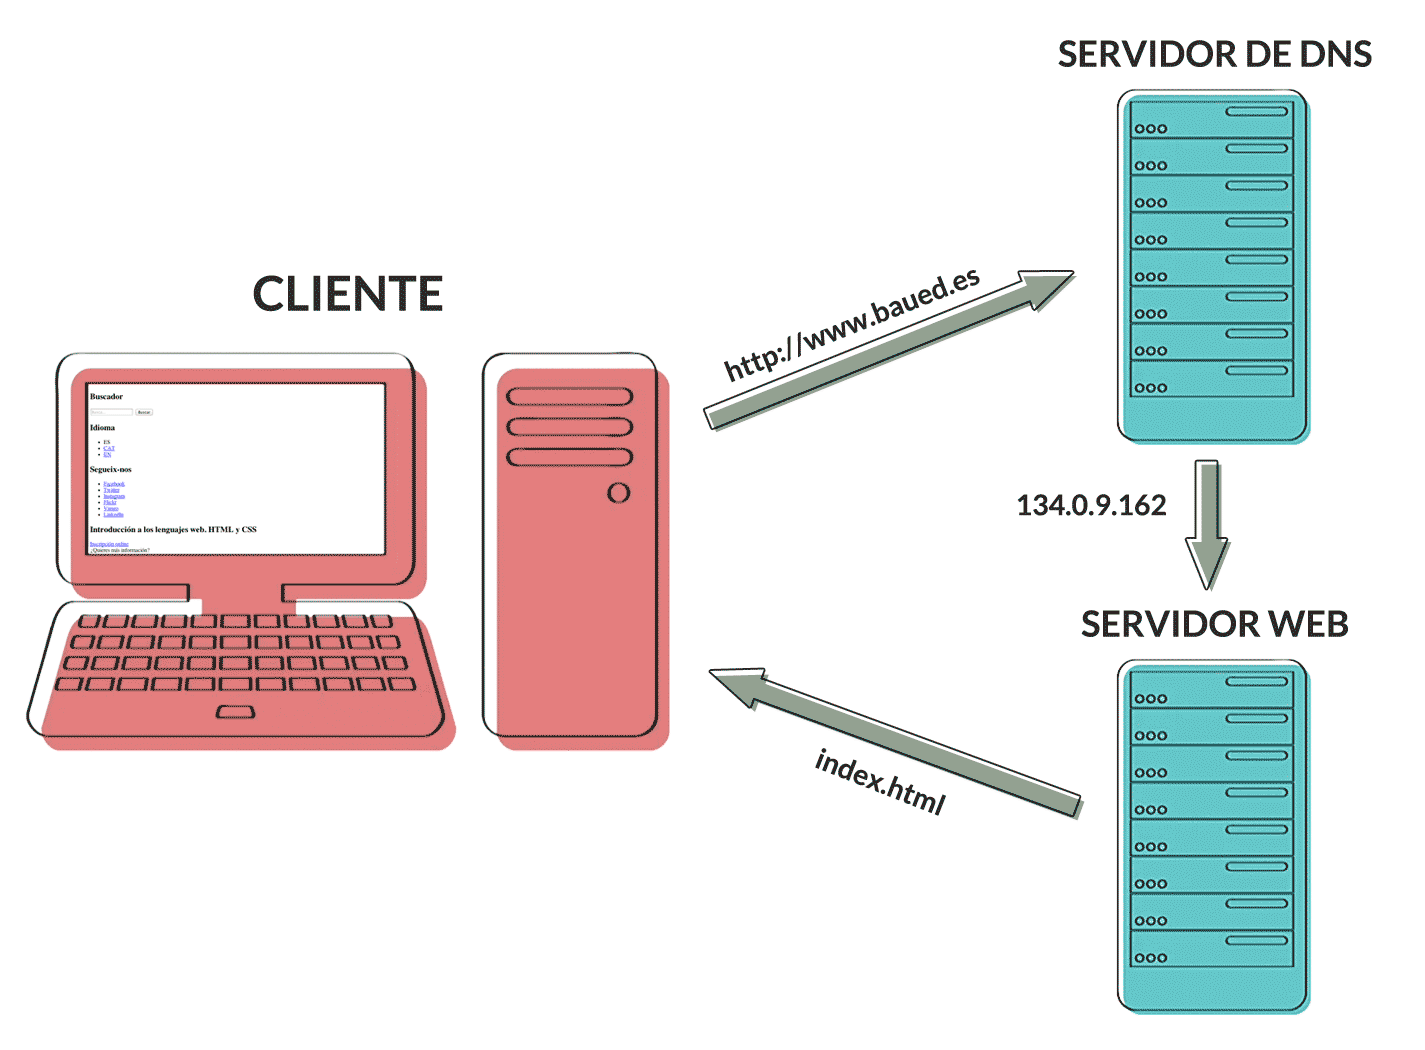 SERVIDOR DE DNS
CLIENTE
http://www.baued.es
134.0.9.162
SERVIDOR WEB
index.html
Buscador
Buscar
Idioma
ES
CAT
EN
Segueix-nos
Facebook
Twitter
Instagram
Flickr
Vimeo
LinkedIn
Introducción a los lenguajes web. HTML y CSS
Inscripción online
¿Quieres más información?